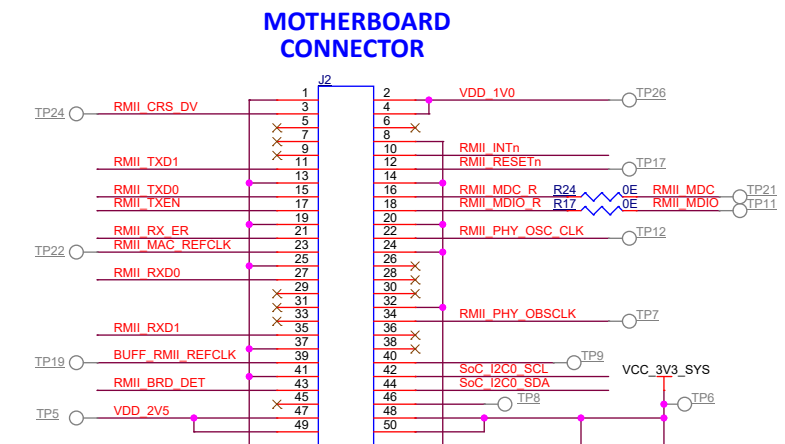 MOTHERBOARD
CONNECTOR
J2
1 2 VDD_1V0 TP26
TP24 RMII_CRS_DV 3 4
5 6
7 8
9 10 RMII_INTn
RMII_TXD1 11 12 RMII_RESETn TP17
13 14
RMII_TXD0 15 16 RMII_MDC_R R24 0E RMII_MDC TP21
RMII_TXEN 17 18 RMII_MDIO_R R17 0E RMII_MDIO TP11
19 20
RMII_RX_ER 21 22 RMII_PHY_OSC_CLK TP12
TP22 RMII_MAC_REFCLK 23 24
25 26
RMII_RXD0 27 28
29 30
31 32
33 34 RMII_PHY_OBSCLK TP7
RMII_RXD1 35 36
37 38
TP19 BUFF_RMII_REFCLK 39 40 TP9
41 42 SoC_I2C0_SCL VCC_3V3_SYS
RMII_BRD_DET 43 44 SoC_I2C0_SDA
45 46 TP8 TP6
TP5 VDD_2V5 47 48
49 50